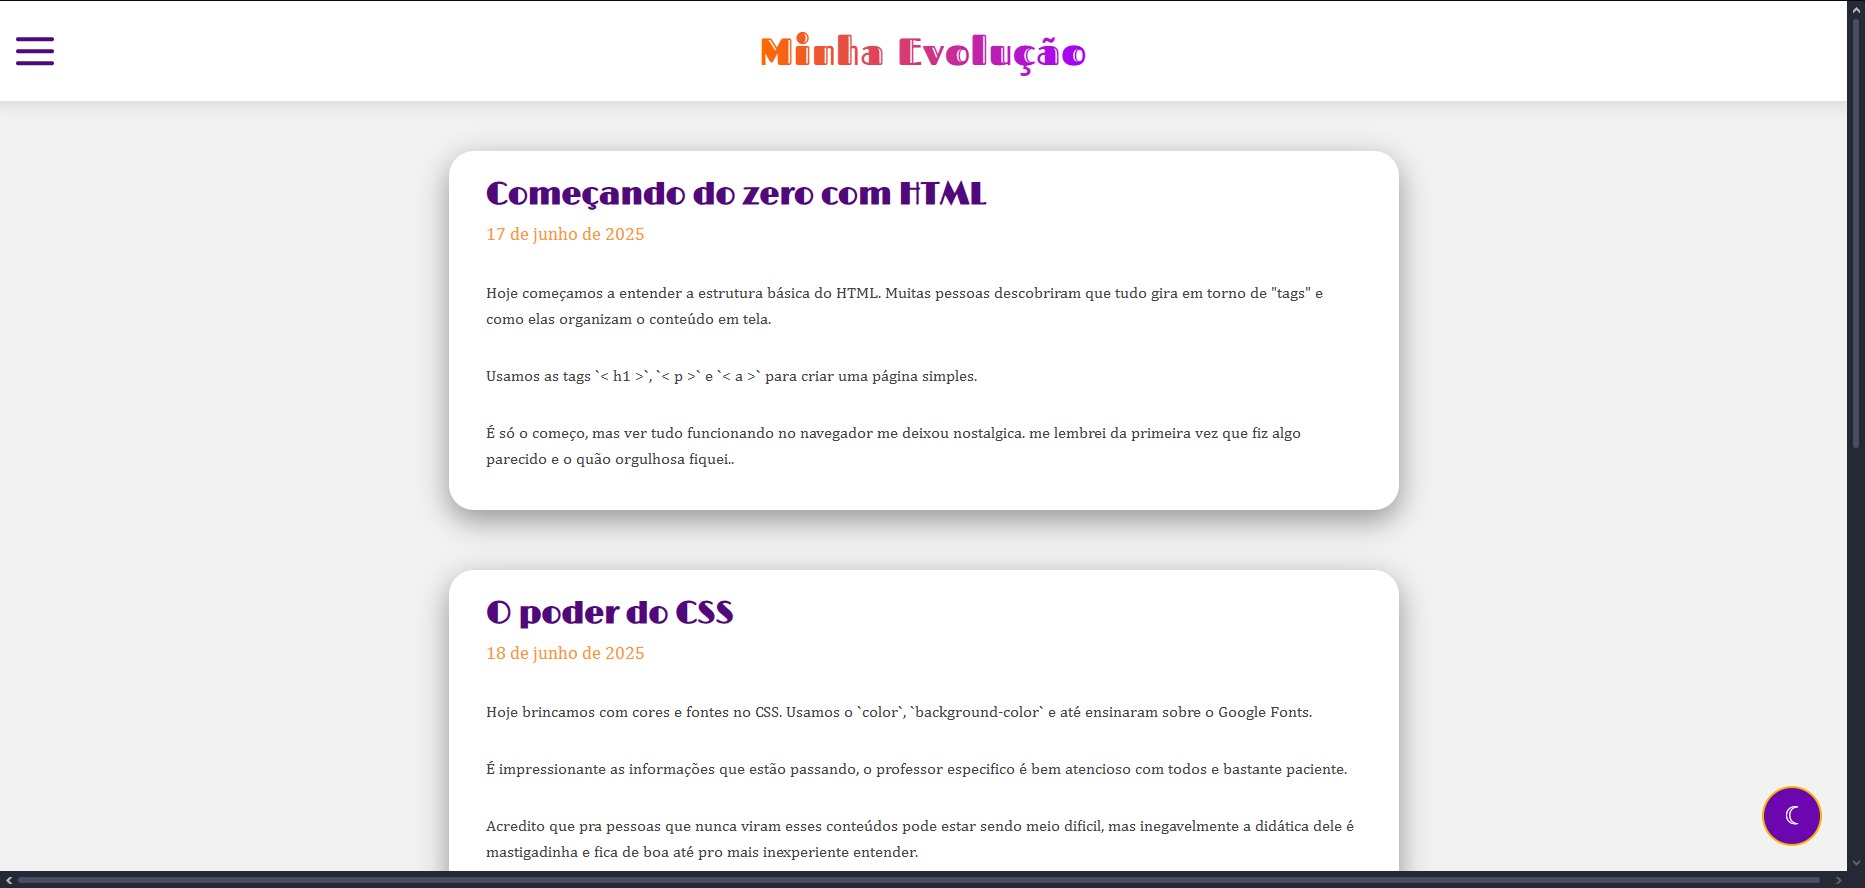 Minha Evolução
Começando do zero com HTML
17 de junho de 2025
Hoje começamos a entender a estrutura básica do HTML. Muitas pessoas descobriram que tudo gira em torno de "tags" e
como elas organizam o conteúdo em tela.
Usamos as tags `< h1 >`, `< p >` e `< a >` para criar uma página simples.
É só o começo, mas ver tudo funcionando no navegador me deixou nostalgica. me lembrei da primeira vez que fiz algo
parecido e o quão orgulhosa fiquei..
O poder do CSS
18 de junho de 2025
Hoje brincamos com cores e fontes no CSS. Usamos o `color`, `background-color` e até ensinaram sobre o Google Fonts.
É impressionante as informações que estão passando, o professor especifico é bem atencioso com todos e bastante paciente.
Acredito que pra pessoas que nunca viram esses conteúdos pode estar sendo meio dificil, mas inegavelmente a didática dele é
mastigadinha e fica de boa até pro mais inexperiente entender.